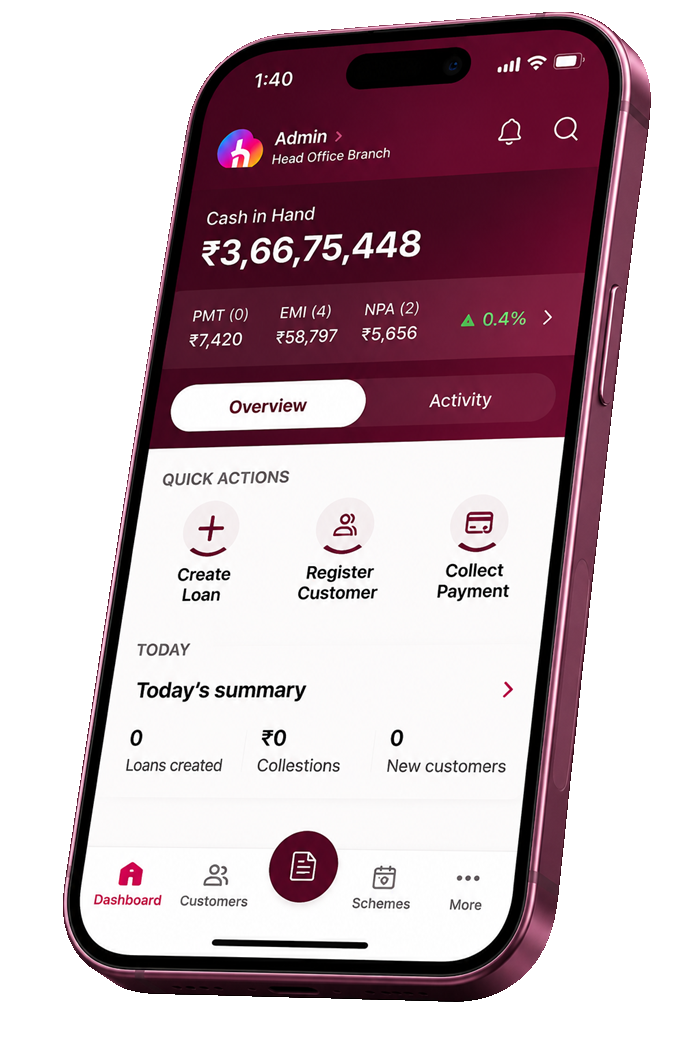 1:40
Admin >
Head Office Branch
Cash in Hand
₹3,66,75,448
PMT (0) EMI (4) NPA (2)
₹7,420 ₹58,797 ₹5,656 0.4% >
Overview Activity
QUICK ACTIONS
Create Loan
Register Customer
Collect Payment
TODAY
Today's summary >
0 ₹0 0
Loans created Collestions New customers
Dashboard Customers Schemes More